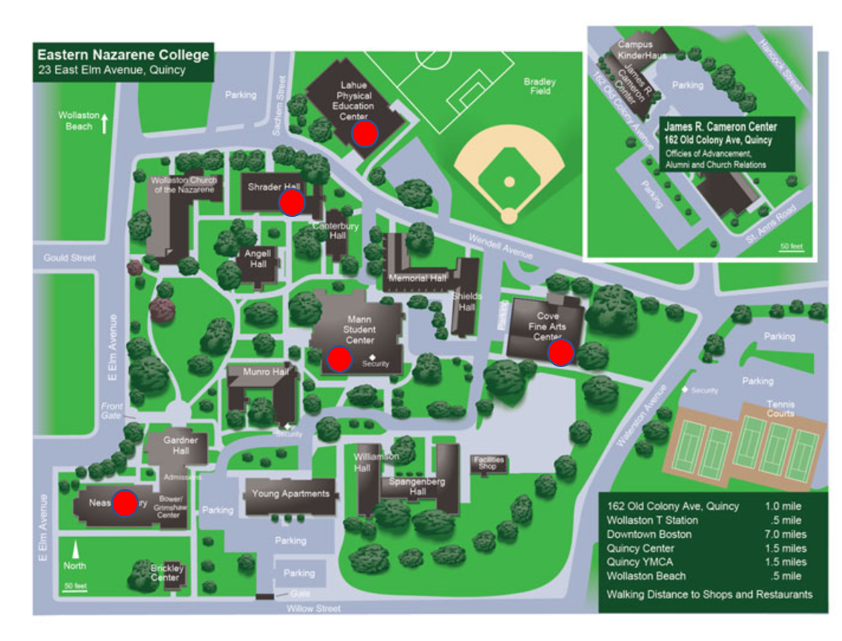 Eastern Nazarene College
23 East Elm Avenue, Quincy
Wollaston
Beach
Parking
Sachem Street
Lahue
Physical
Education
Center
Bradley
Field
Campus
KinderHaus
James R.
Cameron
Center
162 Old Colony Avenue
Parking
Hancock Street
James R. Cameron Center
162 Old Colony Ave, Quincy
Officies of Advancement,
Alumni and Church Relations
Parking
St. Anns Road
50 feet
Wollaston Church
of the Nazarene
Shrader Hall
Canterbury
Hall
Angell
Hall
Wendell Avenue
Gould Street
Memorial Hall
Shields
Hall
Parking
Cove
Fine Arts
Center
Mann
Student
Center
Security
E Elm Avenue
Munro Hall
Security
Front
Gate
Gardner
Hall
Admissions
Waterston Avenue
Parking
Parking
Security
Tennis
Courts
Williamson
Hall
Spangenberg
Hall
Facilities
Shop
Young Apartments
Neas
Bower/
Grimshaw
Center
Parking
Parking
Parking
E Elm Avenue
North
50 feet
Brickley
Center
Gate
Willow Street
162 Old Colony Ave, Quincy 1.0 mile
Wollaston T Station .5 mile
Downtown Boston 7.0 miles
Quincy Center 1.5 miles
Quincy YMCA 1.5 miles
Wollaston Beach .5 mile
Walking Distance to Shops and Restaurants